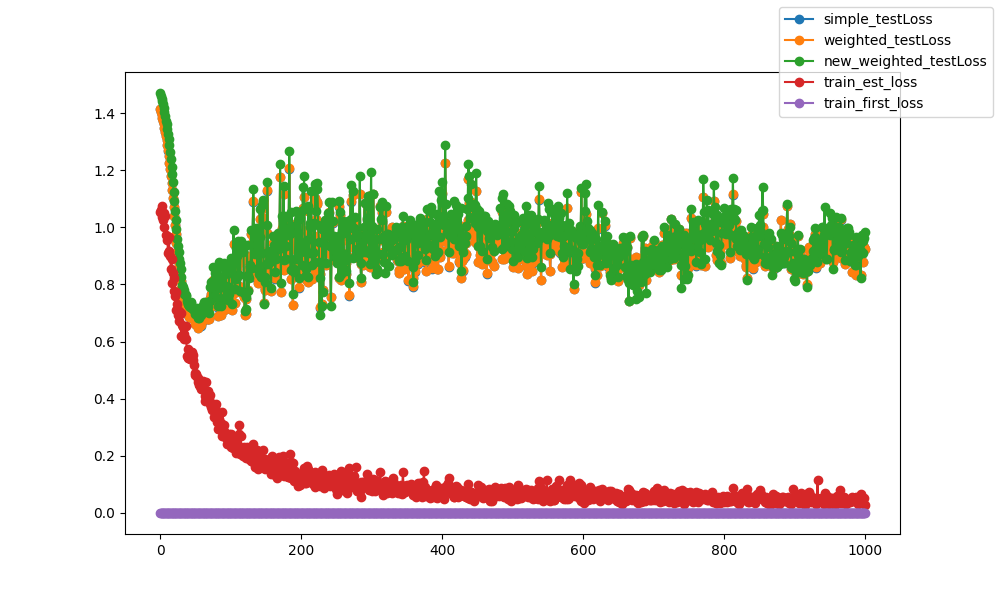 simple_testLoss
weighted_testLoss
new_weighted_testLoss
train_est_loss
train_first_loss
1.4
1.2
1.0
0.8
0.6
0.4
0.2
0.0
0 200 400 600 800 1000